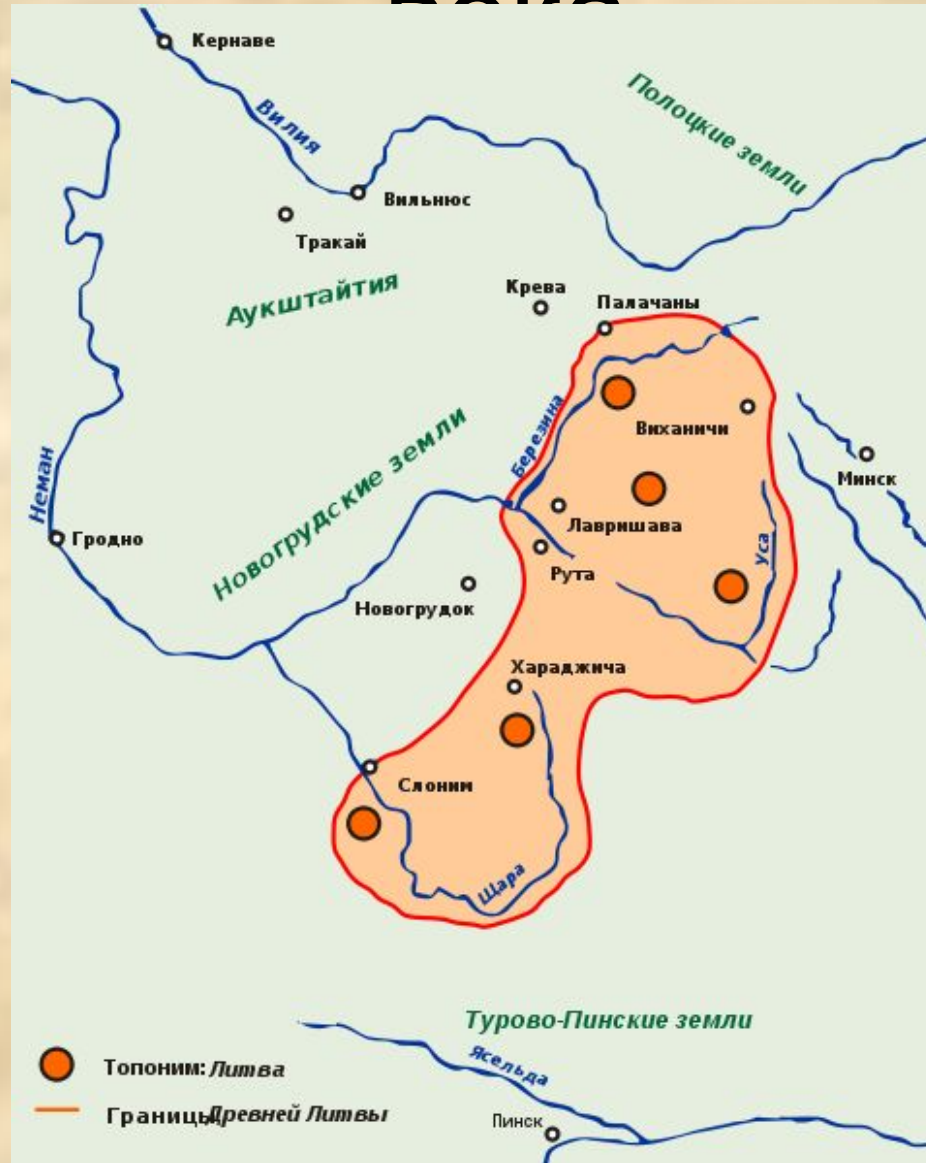 Кернаве
Вилия
Полоцкие земли
Вильнюс
Тракай
Аукштайтия
Крева
Палачаны
Березина
Виханичи
Новогрудские земли
Минск
Неман
Лавришава
Гродно
Уса
Рута
Новогрудок
Хараджича
Слоним
Щара
Турово-Пинские земли
Ясельда
Топоним: Литва
Границы Древней Литвы
Пинск